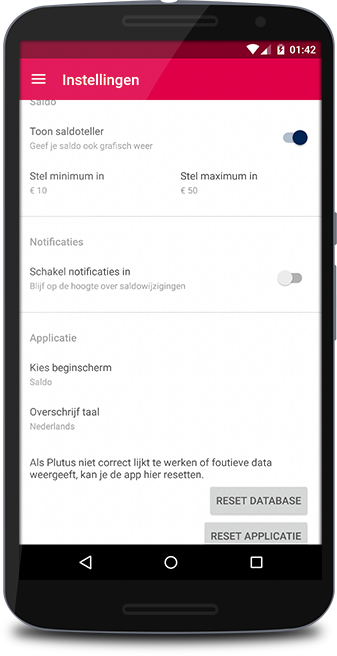 01:42
Instellingen
Saldo
Toon saldoteller
Geef je saldo ook grafisch weer
Stel minimum in
Stel maximum in
€ 10
€ 50
Notificaties
Schakel notificaties in
Blijf op de hoogte over saldowijzigingen
Applicatie
Kies beginscherm
Saldo
Overschrijf taal
Nederlands
Als Plutus niet correct lijkt te werken of foutieve data
weergeeft, kan je de app hier resetten.
RESET DATABASE
RESET APPLICATIE